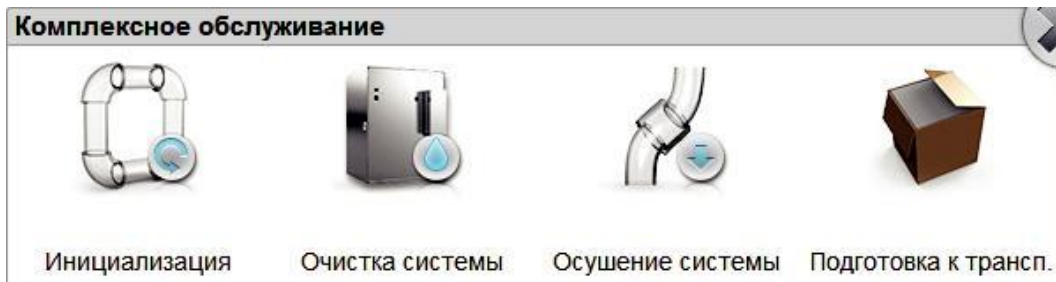 Комплексное обслуживание
Инициализация Очистка системы Осушение системы Подготовка к трансп.